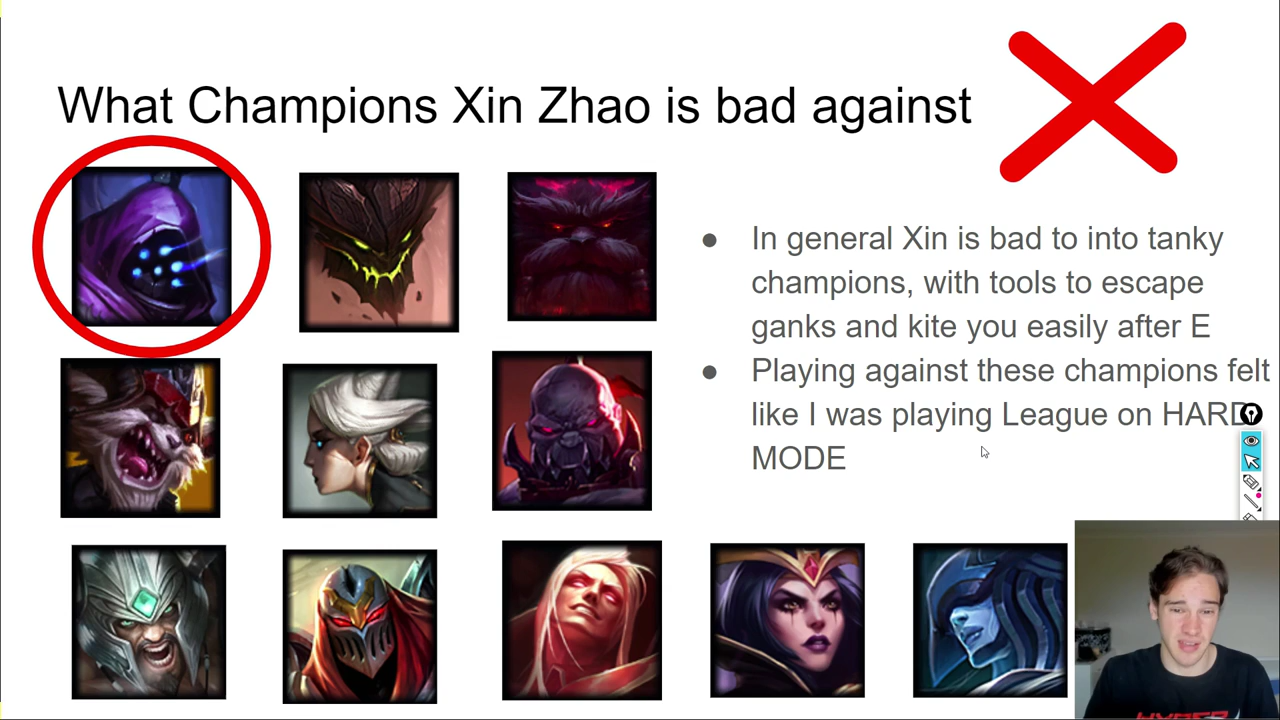 What Champions Xin Zhao is bad against
In general Xin is bad to into tanky
champions, with tools to escape
ganks and kite you easily after E
Playing against these champions felt
like I was playing League on HARD
MODE